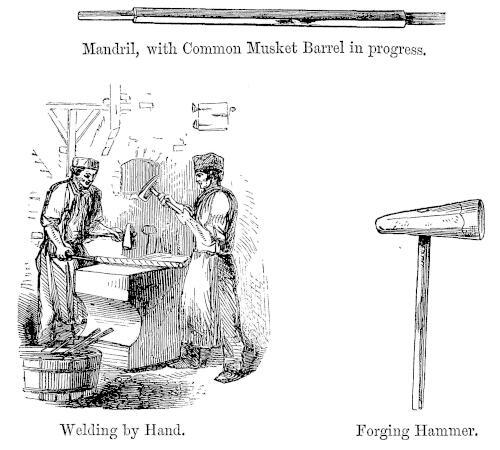 Mandril, with Common Musket Barrel in progress.
Welding by Hand.
Forging Hammer.